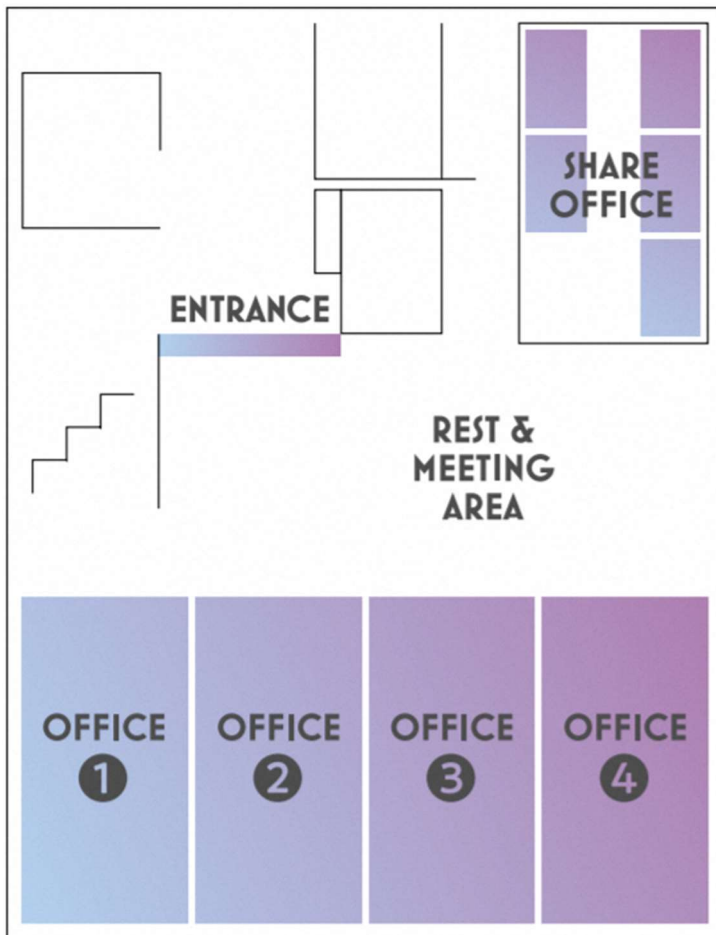 SHARE
OFFICE
ENTRANCE
REST &
MEETING
AREA
OFFICE
1
OFFICE
2
OFFICE
3
OFFICE
4